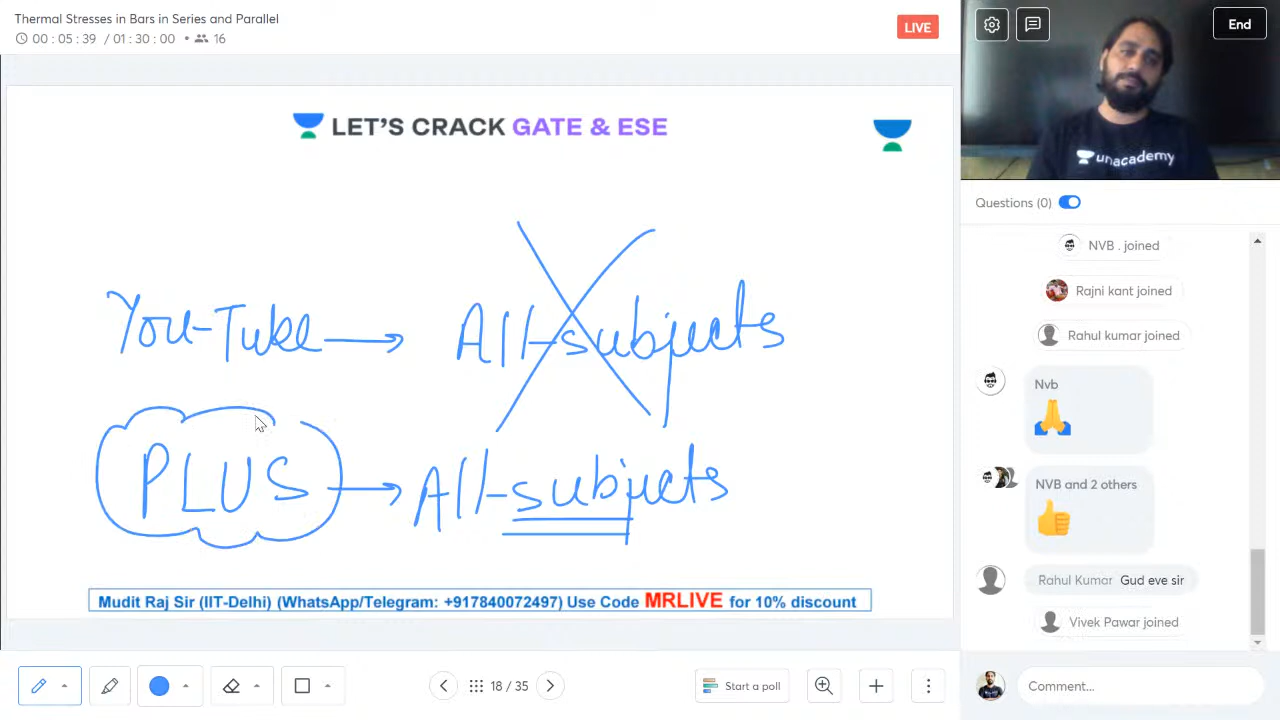 Thermal Stresses in Bars in Series and Parallel
00 : 05 : 39 / 01 : 30 : 00 • 16
LIVE
End
LET'S CRACK GATE & ESE
unacademy
Questions (0)
NVB . joined
Rajni kant joined
Rahul kumar joined
You-Tube → All-subjects
Nvb
PLUS → All-subjects
NVB and 2 others
Rahul Kumar Gud eve sir
Mudit Raj Sir (IIT-Delhi) (WhatsApp/Telegram: +917840072497) Use Code MRLIVE for 10% discount
Vivek Pawar joined
18 / 35
Start a poll
Comment...